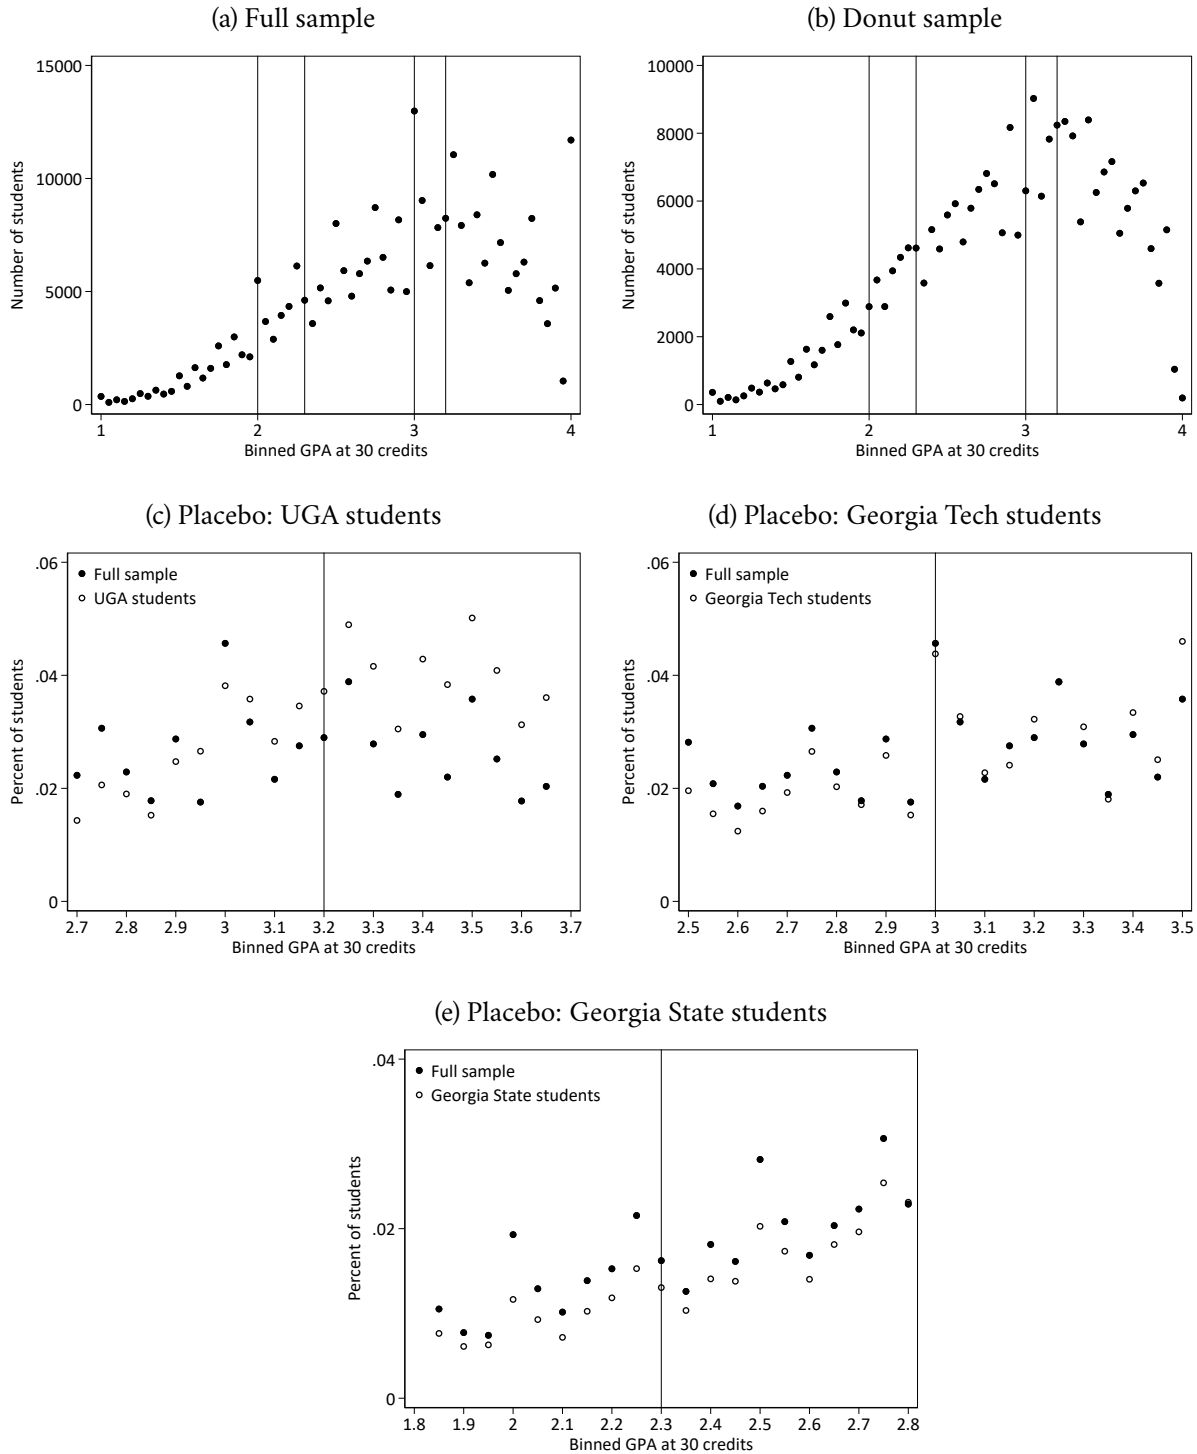 (a) Full sample
15000
10000
5000
0
Number of students
1 2 3 4
Binned GPA at 30 credits
(b) Donut sample
10000
8000
6000
4000
2000
0
Number of students
1 2 3 4
Binned GPA at 30 credits
(c) Placebo: UGA students
.06
.04
.02
0
Percent of students
Full sample
UGA students
2.7 2.8 2.9 3 3.1 3.2 3.3 3.4 3.5 3.6 3.7
Binned GPA at 30 credits
(d) Placebo: Georgia Tech students
.06
.04
.02
0
Percent of students
Full sample
Georgia Tech students
2.5 2.6 2.7 2.8 2.9 3 3.1 3.2 3.3 3.4 3.5
Binned GPA at 30 credits
(e) Placebo: Georgia State students
.04
.02
0
Percent of students
Full sample
Georgia State students
1.8 1.9 2 2.1 2.2 2.3 2.4 2.5 2.6 2.7 2.8
Binned GPA at 30 credits